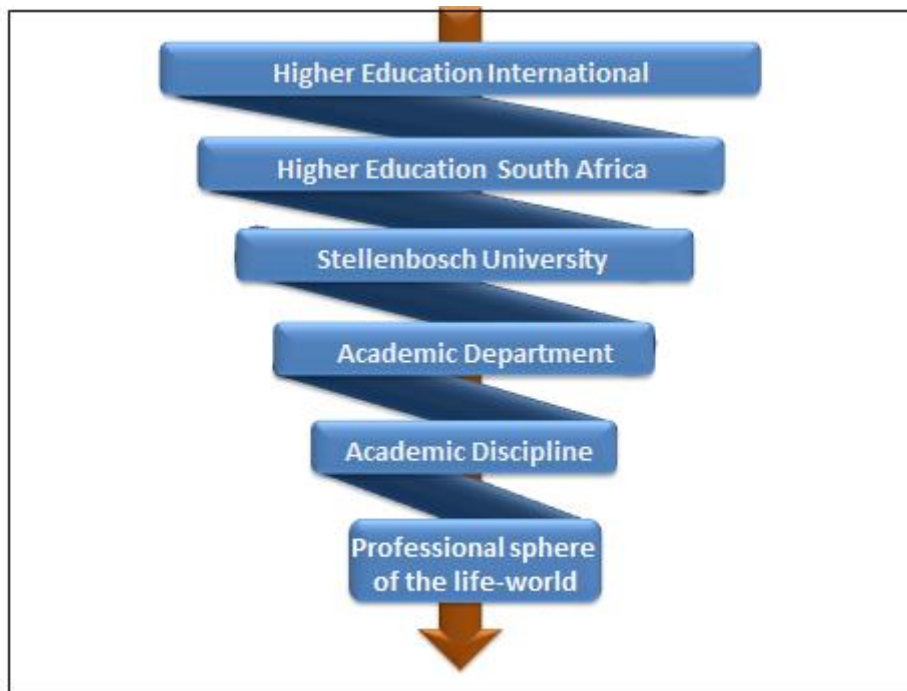 Higher Education International
Higher Education South Africa
Stellenbosch University
Academic Department
Academic Discipline
Professional sphere
of the life-world